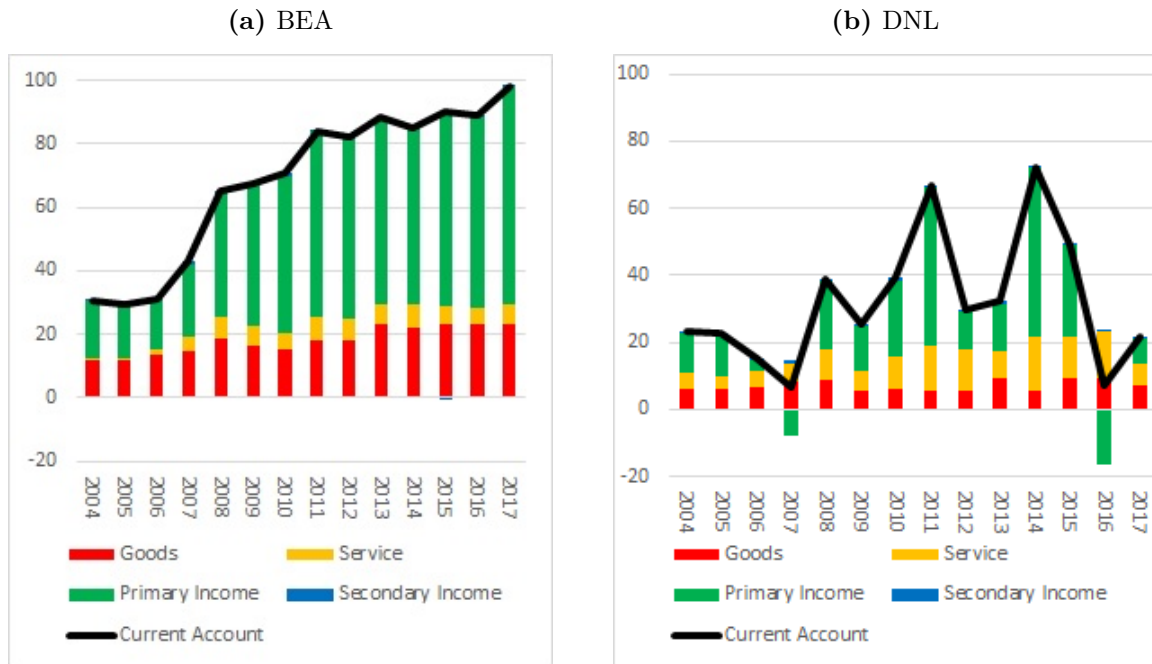 (a) BEA
100
80
60
40
20
0
-20
2004 2005 2006 2007 2008 2009 2010 2011 2012 2013 2014 2015 2016 2017
Goods Service
Primary Income Secondary Income
Current Account
(b) DNL
100
80
60
40
20
0
-20
2004 2005 2006 2007 2008 2009 2010 2011 2012 2013 2014 2015 2016 2017
Goods Service
Primary Income Secondary Income
Current Account